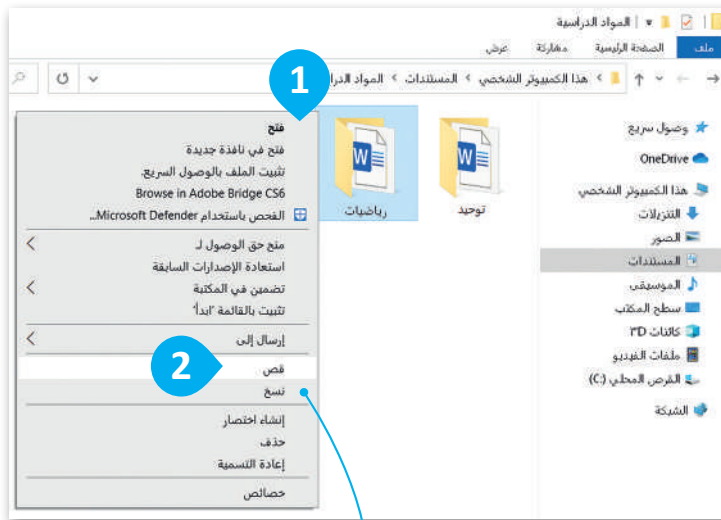 المواد الدراسية
ملف الصفحة الرئيسية مشاركة عرض
هذا الكمبيوتر الشخصي > المستندات > المواد الدرا
وصول سريع
OneDrive
هذا الكمبيوتر الشخصي
التنزيلات
الصور
المستندات
الموسيقى
سطح المكتب
كائنات ٣D
ملفات الفيديو
القرص المحلي (C:)
الشبكة
توحيد
رياضيات
1
فتح
فتح في نافذة جديدة
تثبيت الملف بالوصول السريع.
Browse in Adobe Bridge CS6
الفحص باستخدام Microsoft Defender...
منح حق الوصول لـ
استعادة الإصدارات السابقة
تضمين في المكتبة
تثبيت بالقائمة "ابدأ"
إرسال إلى
2
قص
نسخ
إنشاء اختصار
حذف
إعادة التسمية
خصائص